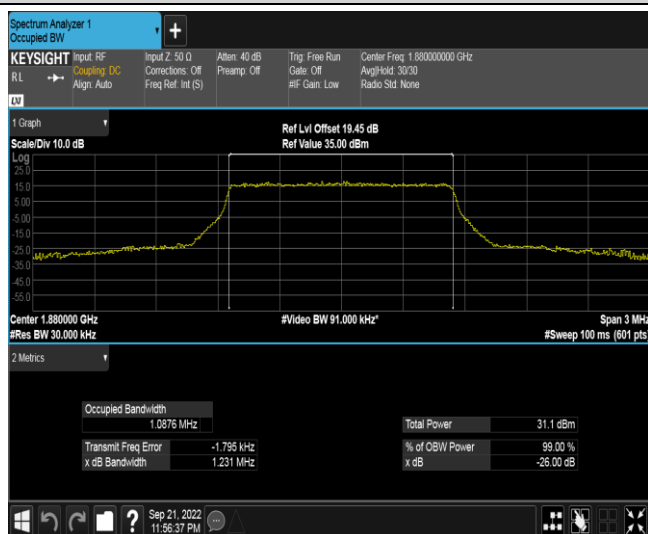 Spectrum Analyzer 1
Occupied BW
KEYSIGHT
R L
LXI
Input: RF
Coupling: DC
Align: Auto
Input Z: 50 Ω
Corrections: Off
Freq Ref: Int (S)
Atten: 40 dB
Preamp: Off
Trig: Free Run
Gate: Off
#IF Gain: Low
Center Freq: 1.880000000 GHz
Avg|Hold: 30/30
Radio Std: None
1 Graph
Scale/Div 10.0 dB
Ref Lvl Offset 19.45 dB
Ref Value 35.00 dBm
Log
25.0
15.0
5.00
-5.00
-15.0
-25.0
-35.0
-45.0
-55.0
Center 1.880000 GHz
#Res BW 30.000 kHz
#Video BW 91.000 kHz*
Span 3 MHz
#Sweep 100 ms (601 pts)
2 Metrics
Occupied Bandwidth
1.0876 MHz
Transmit Freq Error -1.795 kHz
x dB Bandwidth 1.231 MHz
Total Power 31.1 dBm
% of OBW Power 99.00 %
x dB -26.00 dB
Sep 21, 2022
11:56:37 PM